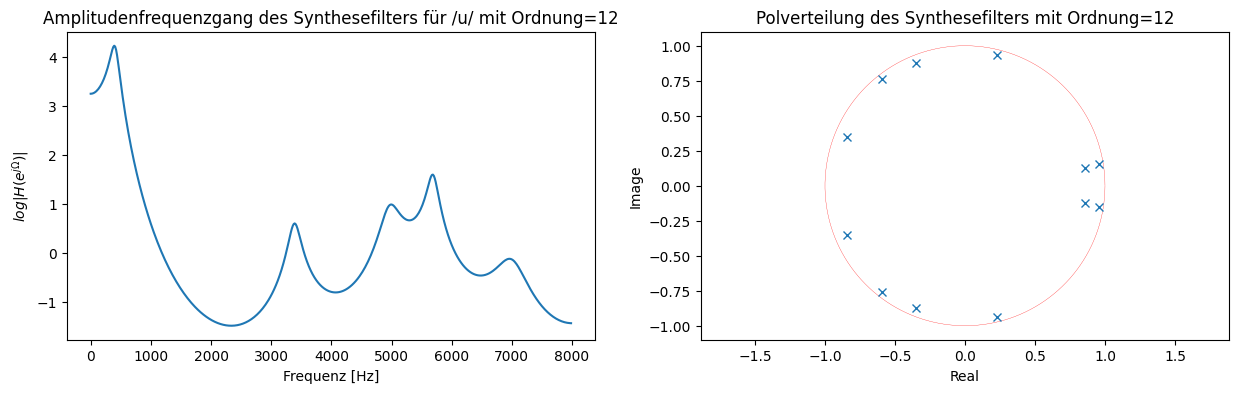 Amplitudenfrequenzgang des Synthesefilters für /u/ mit Ordnung=12
log|H(e^{jΩ})|
4
3
2
1
0
−1
0 1000 2000 3000 4000 5000 6000 7000 8000
Frequenz [Hz]
Polverteilung des Synthesefilters mit Ordnung=12
Image
1.00
0.75
0.50
0.25
0.00
−0.25
−0.50
−0.75
−1.00
−1.5 −1.0 −0.5 0.0 0.5 1.0 1.5
Real